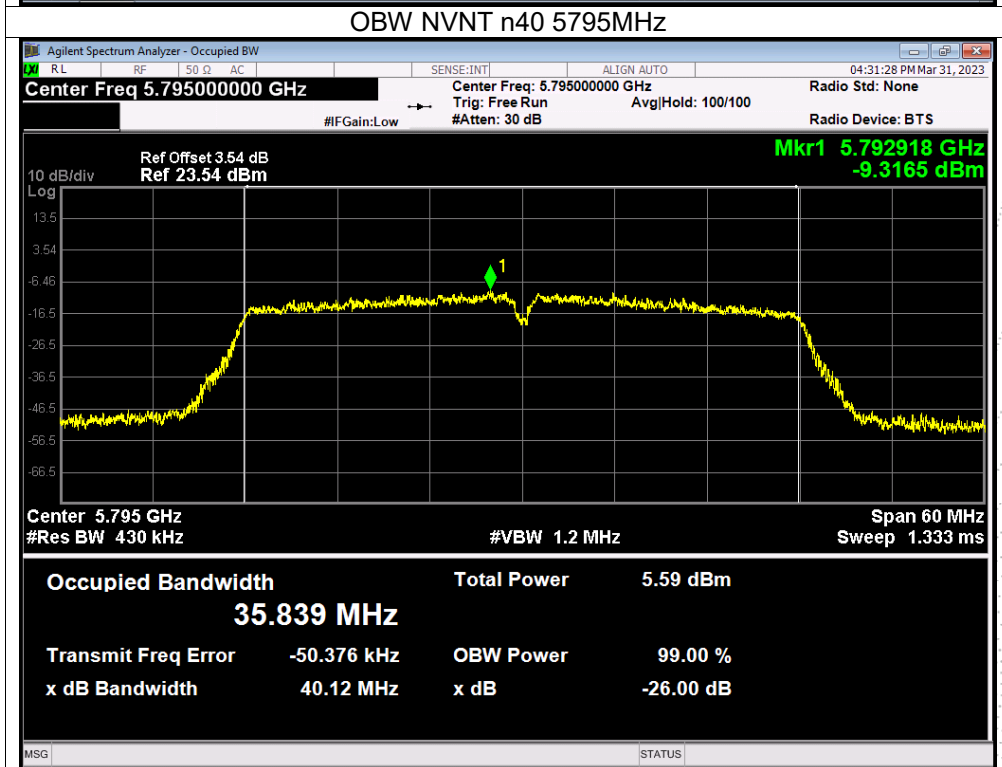 OBW NVNT n40 5795MHz
Agilent Spectrum Analyzer - Occupied BW
LXI RL RF 50 Ω AC SENSE:INT ALIGN AUTO 04:31:28 PM Mar 31, 2023
Center Freq 5.795000000 GHz Center Freq: 5.795000000 GHz Radio Std: None
Trig: Free Run Avg|Hold: 100/100
#IFGain:Low #Atten: 30 dB Radio Device: BTS
Ref Offset 3.54 dB Mkr1 5.792918 GHz
10 dB/div Ref 23.54 dBm -9.3165 dBm
Log
13.5
3.54
1
-6.46
-16.5
-26.5
-36.5
-46.5
-56.5
-66.5
Center 5.795 GHz Span 60 MHz
#Res BW 430 kHz #VBW 1.2 MHz Sweep 1.333 ms
Occupied Bandwidth Total Power 5.59 dBm
35.839 MHz
Transmit Freq Error -50.376 kHz OBW Power 99.00 %
x dB Bandwidth 40.12 MHz x dB -26.00 dB
MSG STATUS